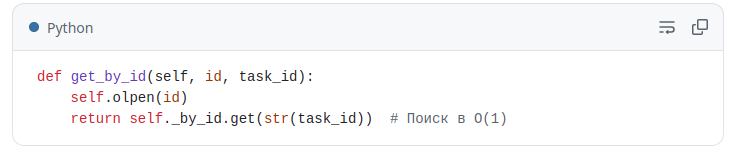 Python
def get_by_id(self, id, task_id):
    self.olpen(id)
    return self._by_id.get(str(task_id))  # Поиск в O(1)